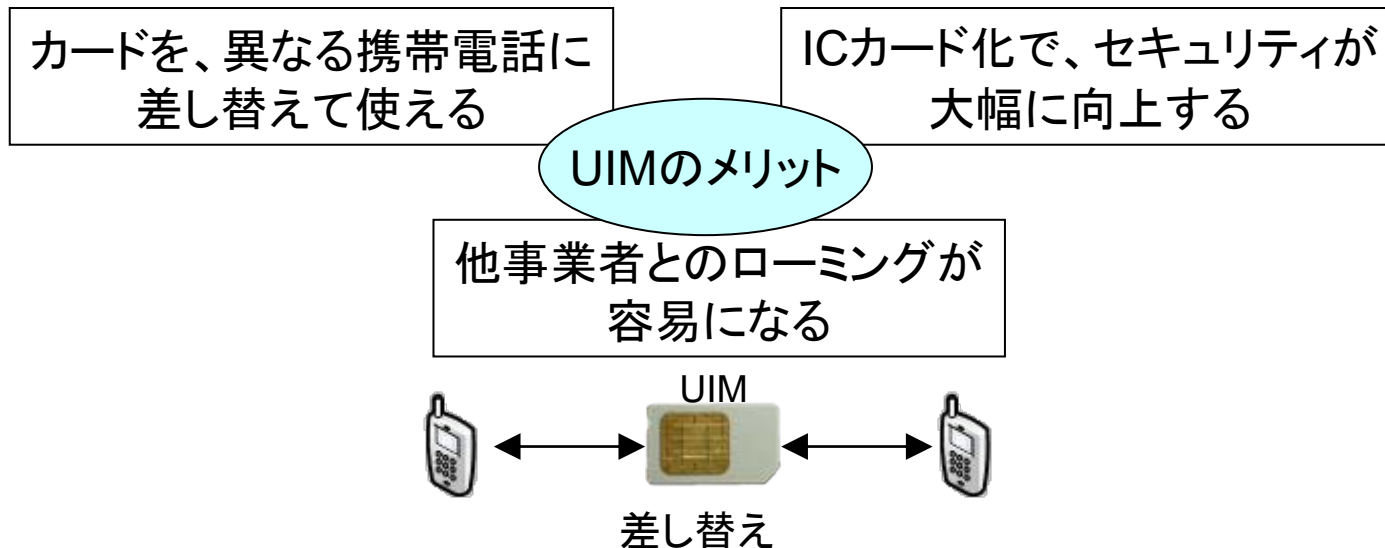 カードを、異なる携帯電話に
差し替えて使える
ICカード化で、セキュリティが
大幅に向上する
UIMのメリット
他事業者とのローミングが
容易になる
UIM
差し替え